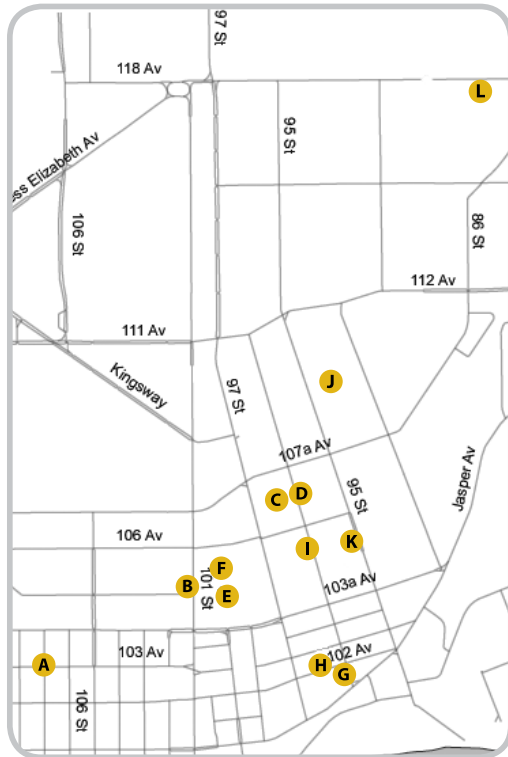 97 St
118 Av
L
95 St
ess Elizabeth Av
106 St
86 St
112 Av
111 Av
Kingsway
97 St
J
107a Av
Jasper Av
95 St
C
D
106 Av
K
I
F
103a Av
B
101 St
E
103 Av
102 Av
A
H
G
106 St